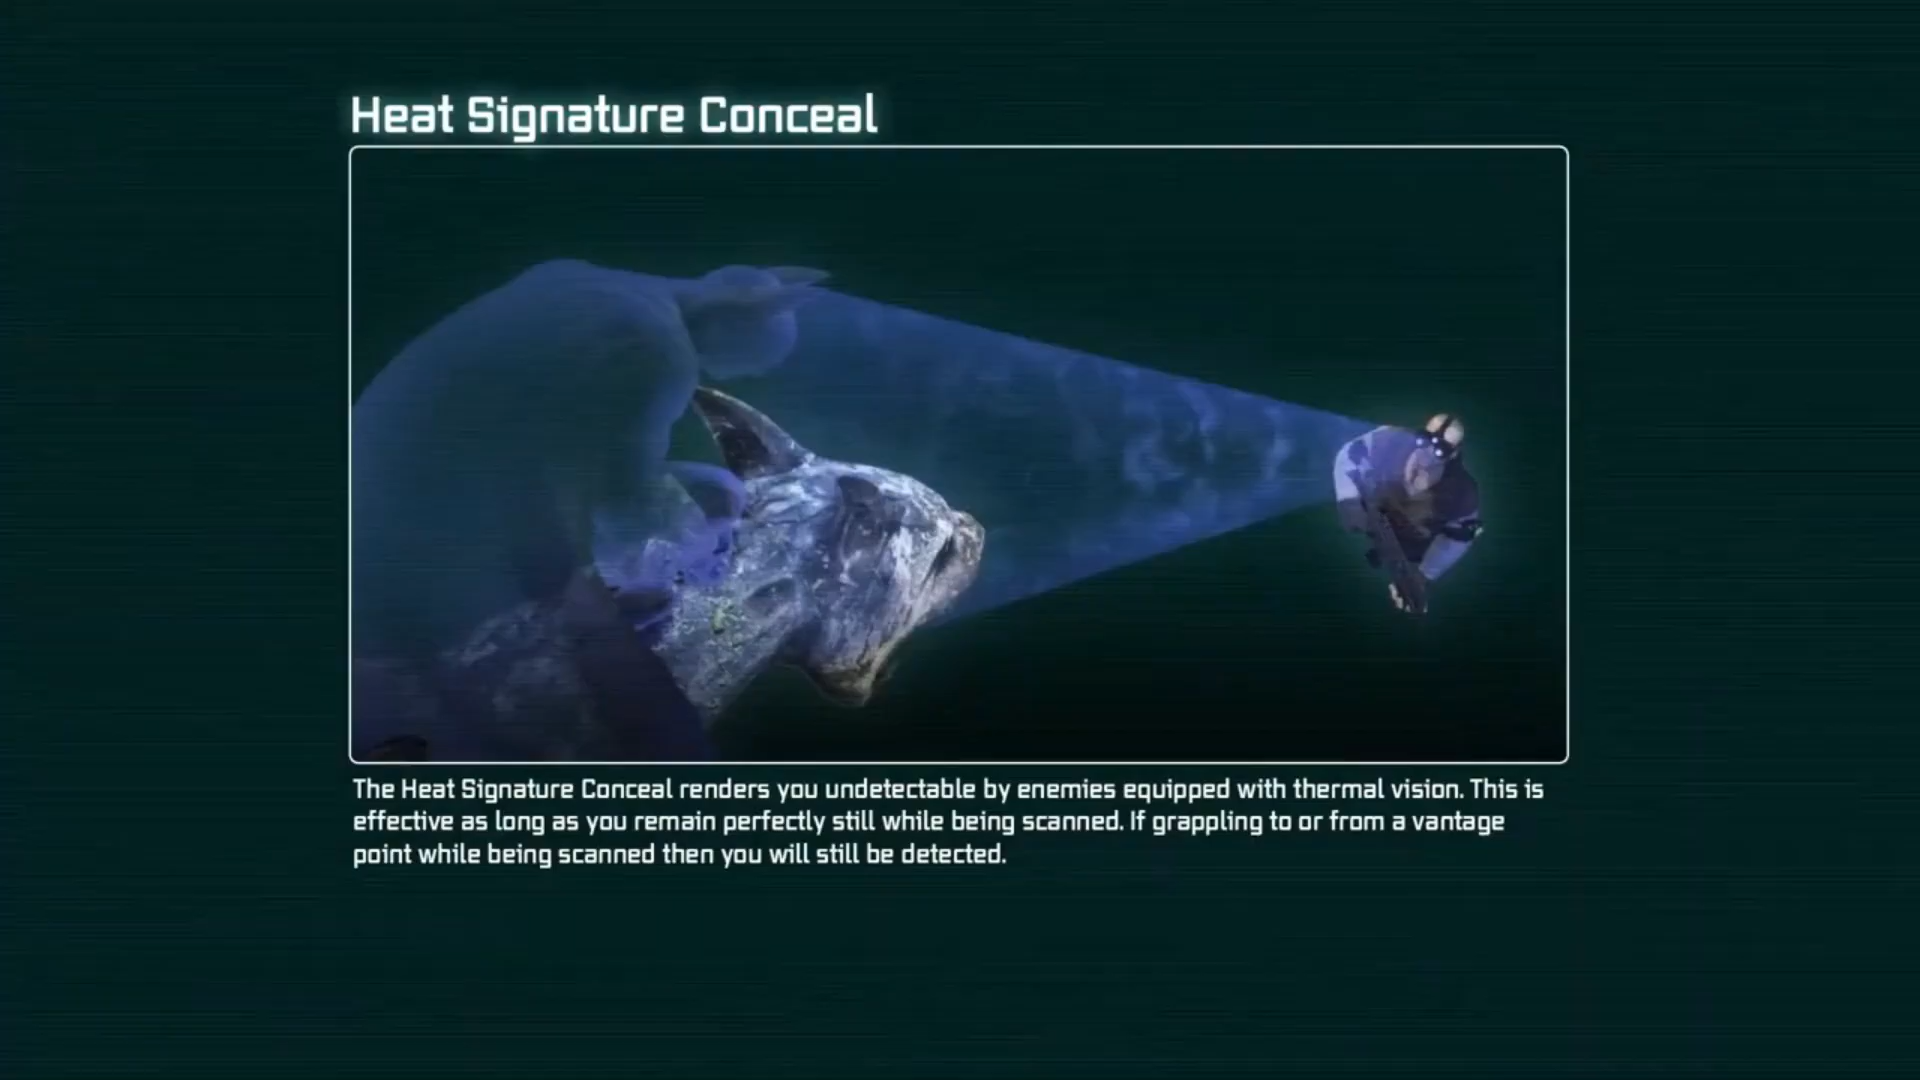 Heat Signature Conceal
The Heat Signature Conceal renders you undetectable by enemies equipped with thermal vision. This is
effective as long as you remain perfectly still while being scanned. If grappling to or from a vantage
point while being scanned then you will still be detected.